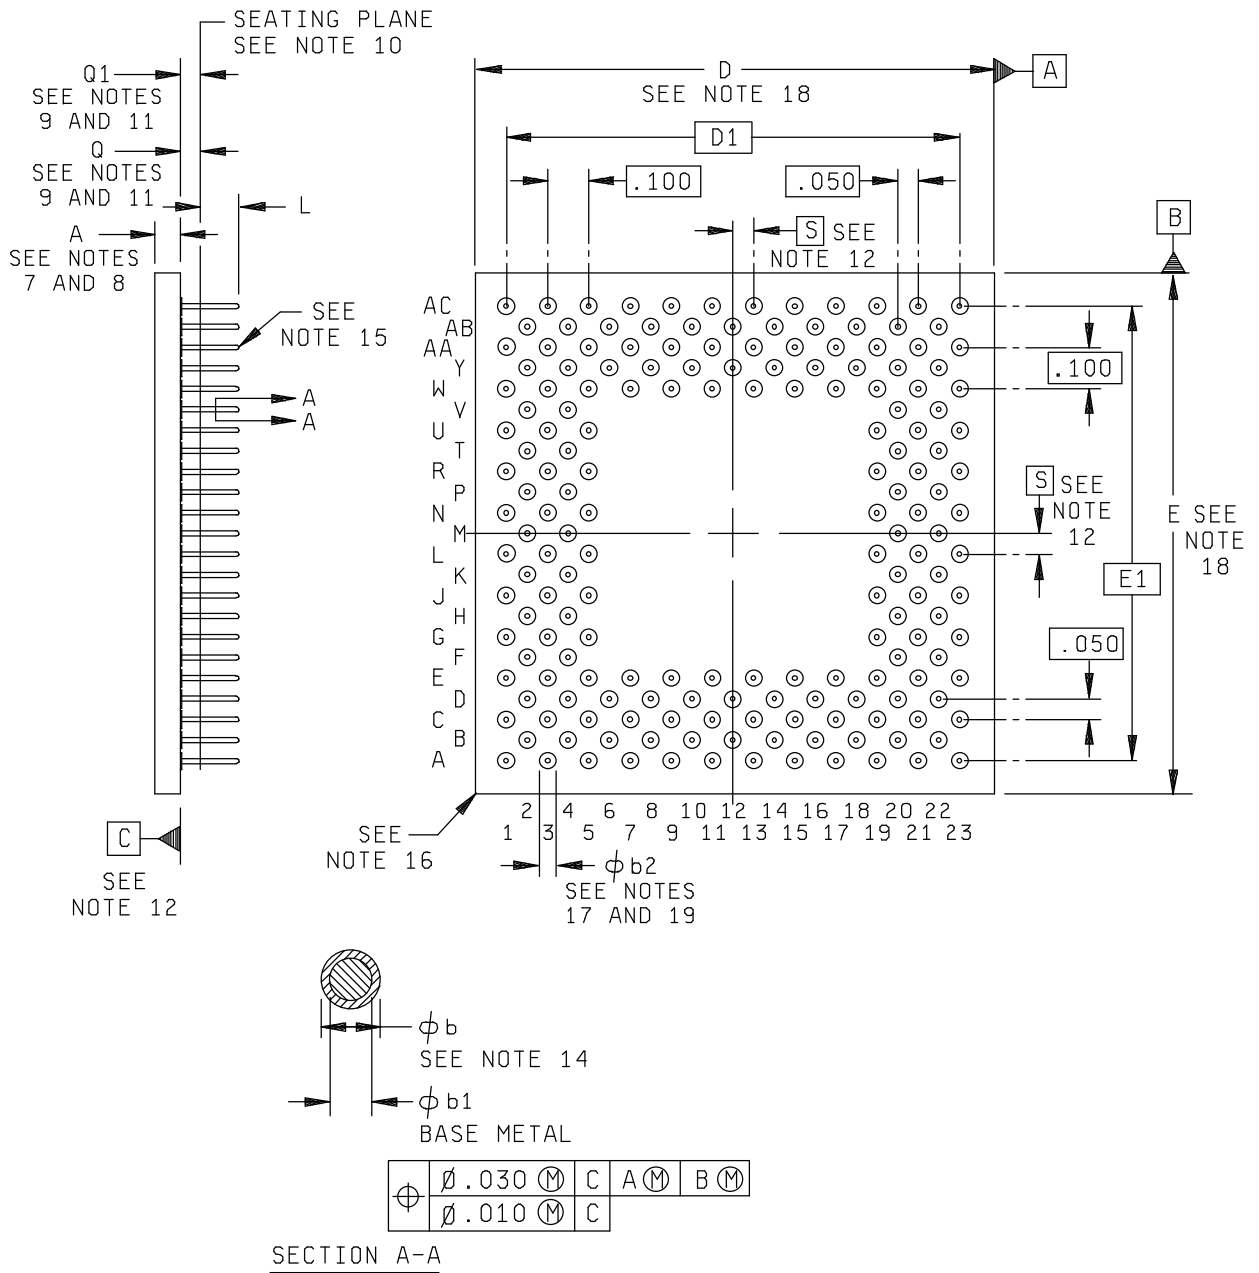 SEATING PLANE
SEE NOTE 10
Q1
SEE NOTES
9 AND 11
Q
SEE NOTES
9 AND 11
L
A
SEE NOTES
7 AND 8
SEE
NOTE 15
A
A
C
SEE
NOTE 12
D
SEE NOTE 18
A
D1
.100
.050
S SEE
NOTE 12
B
AC
AB
AA
Y
W
V
U
T
R
P
N
M
L
K
J
H
G
F
E
D
C
B
A
.100
S SEE
NOTE
12
E SEE
NOTE
18
E1
.050
2 4 6 8 10 12 14 16 18 20 22
1 3 5 7 9 11 13 15 17 19 21 23
SEE
NOTE 16
ϕ b2
SEE NOTES
17 AND 19
ϕ b
SEE NOTE 14
ϕ b1
BASE METAL
⌖ Ø.030 Ⓜ C A Ⓜ B Ⓜ
Ø.010 Ⓜ C
SECTION A-A